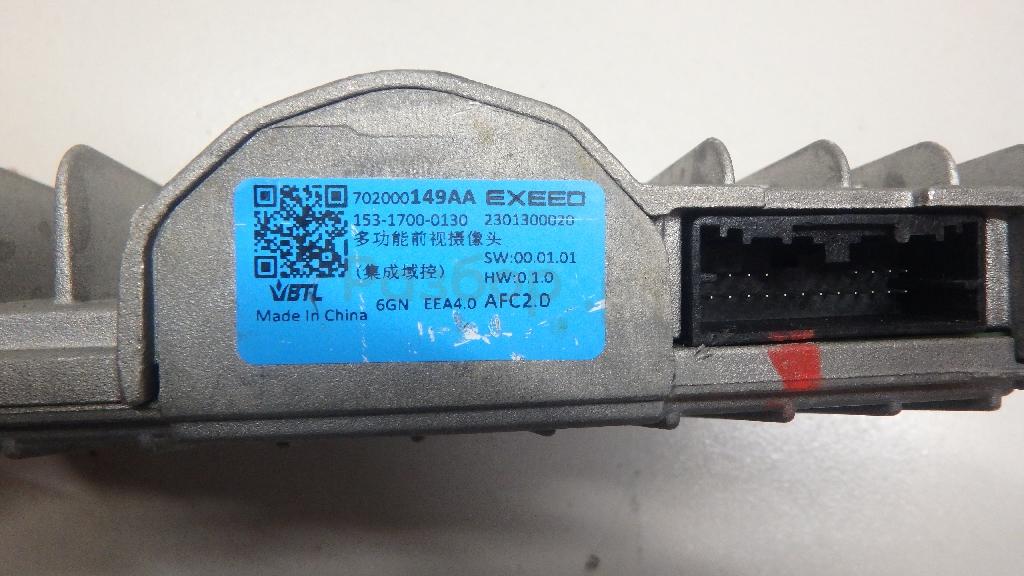 702000149AA EXEED
153-1700-0130 2301300020
多功能前视摄像头
SW:00.01.01
(集成域控) HW:0.1.0
VBTL 6GN EEA4.0 AFC2.0
Made In China